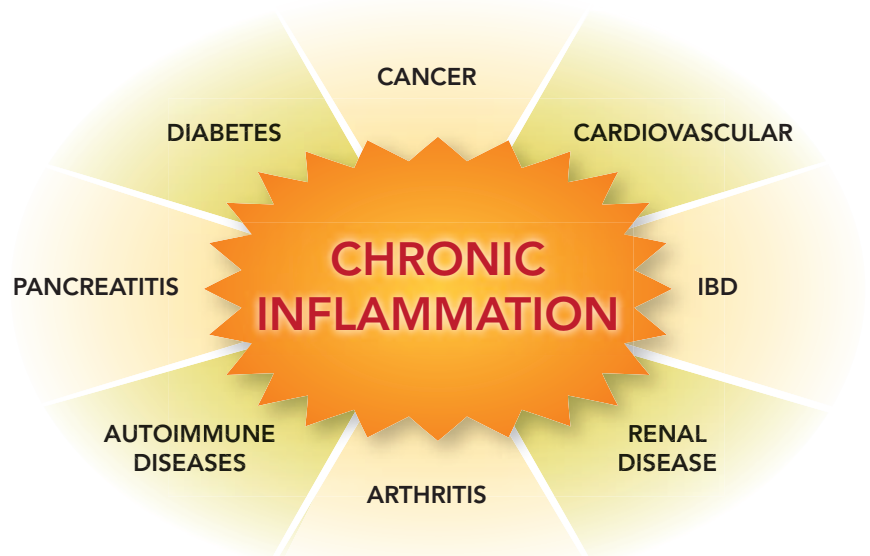 CANCER
DIABETES
CARDIOVASCULAR
CHRONIC
INFLAMMATION
PANCREATITIS
IBD
AUTOIMMUNE
DISEASES
RENAL
DISEASE
ARTHRITIS